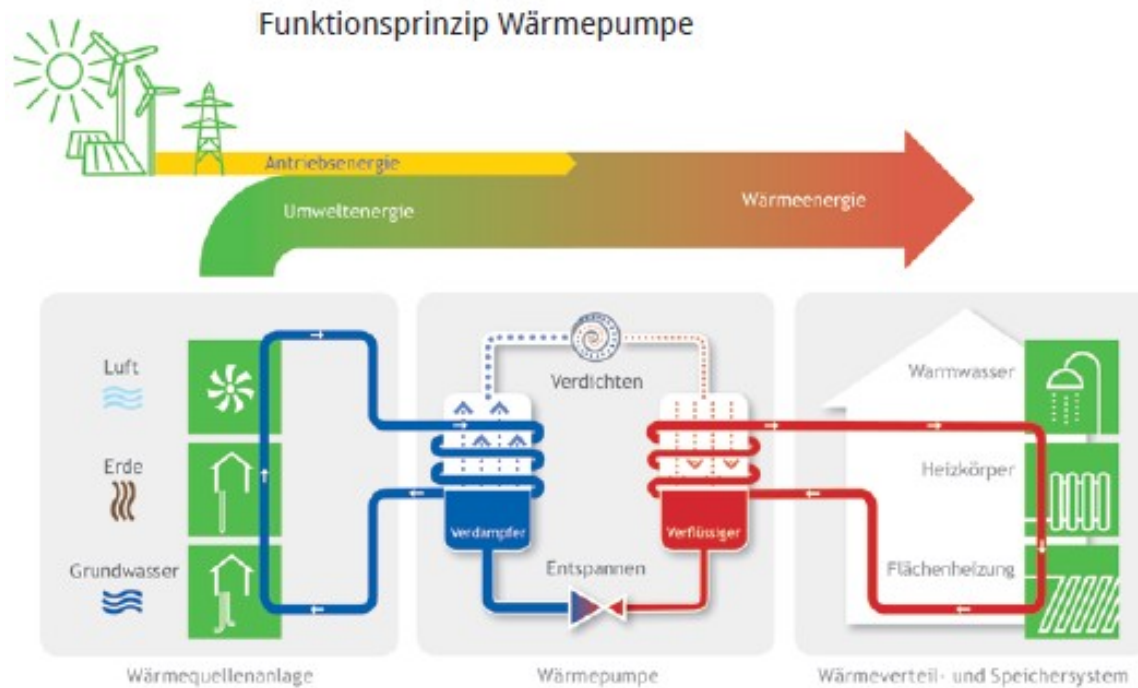 Funktionsprinzip Wärmepumpe
Antriebsenergie
Umweltenergie
Wärmeenergie
Luft
Erde
Grundwasser
Verdichten
Verdampfer
Verflüssiger
Entspannen
Warmwasser
Heizkörper
Flächenheizung
Wärmequellenanlage
Wärmepumpe
Wärmeverteil- und Speichersystem